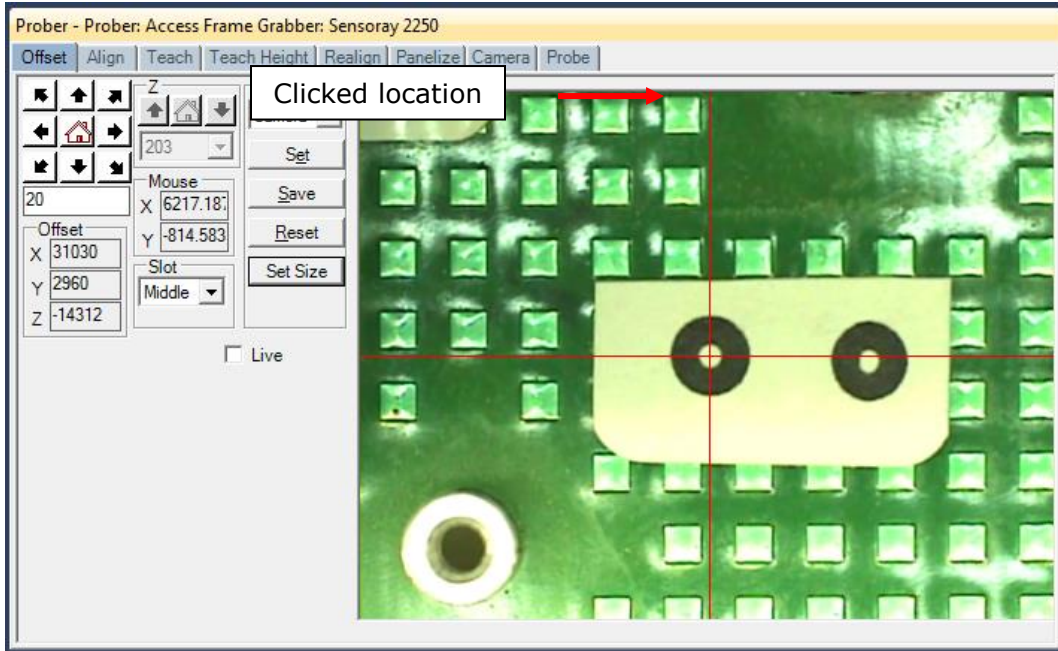 Prober - Prober: Access Frame Grabber: Sensoray 2250
Offset Align Teach Teach Height Realign Panelize Camera Probe
Clicked location
Z
203
Set
Mouse
Save
20
X 6217.187
Offset
Y -814.583
Reset
X 31030
Slot
Set Size
Y 2960
Middle
Z -14312
Live